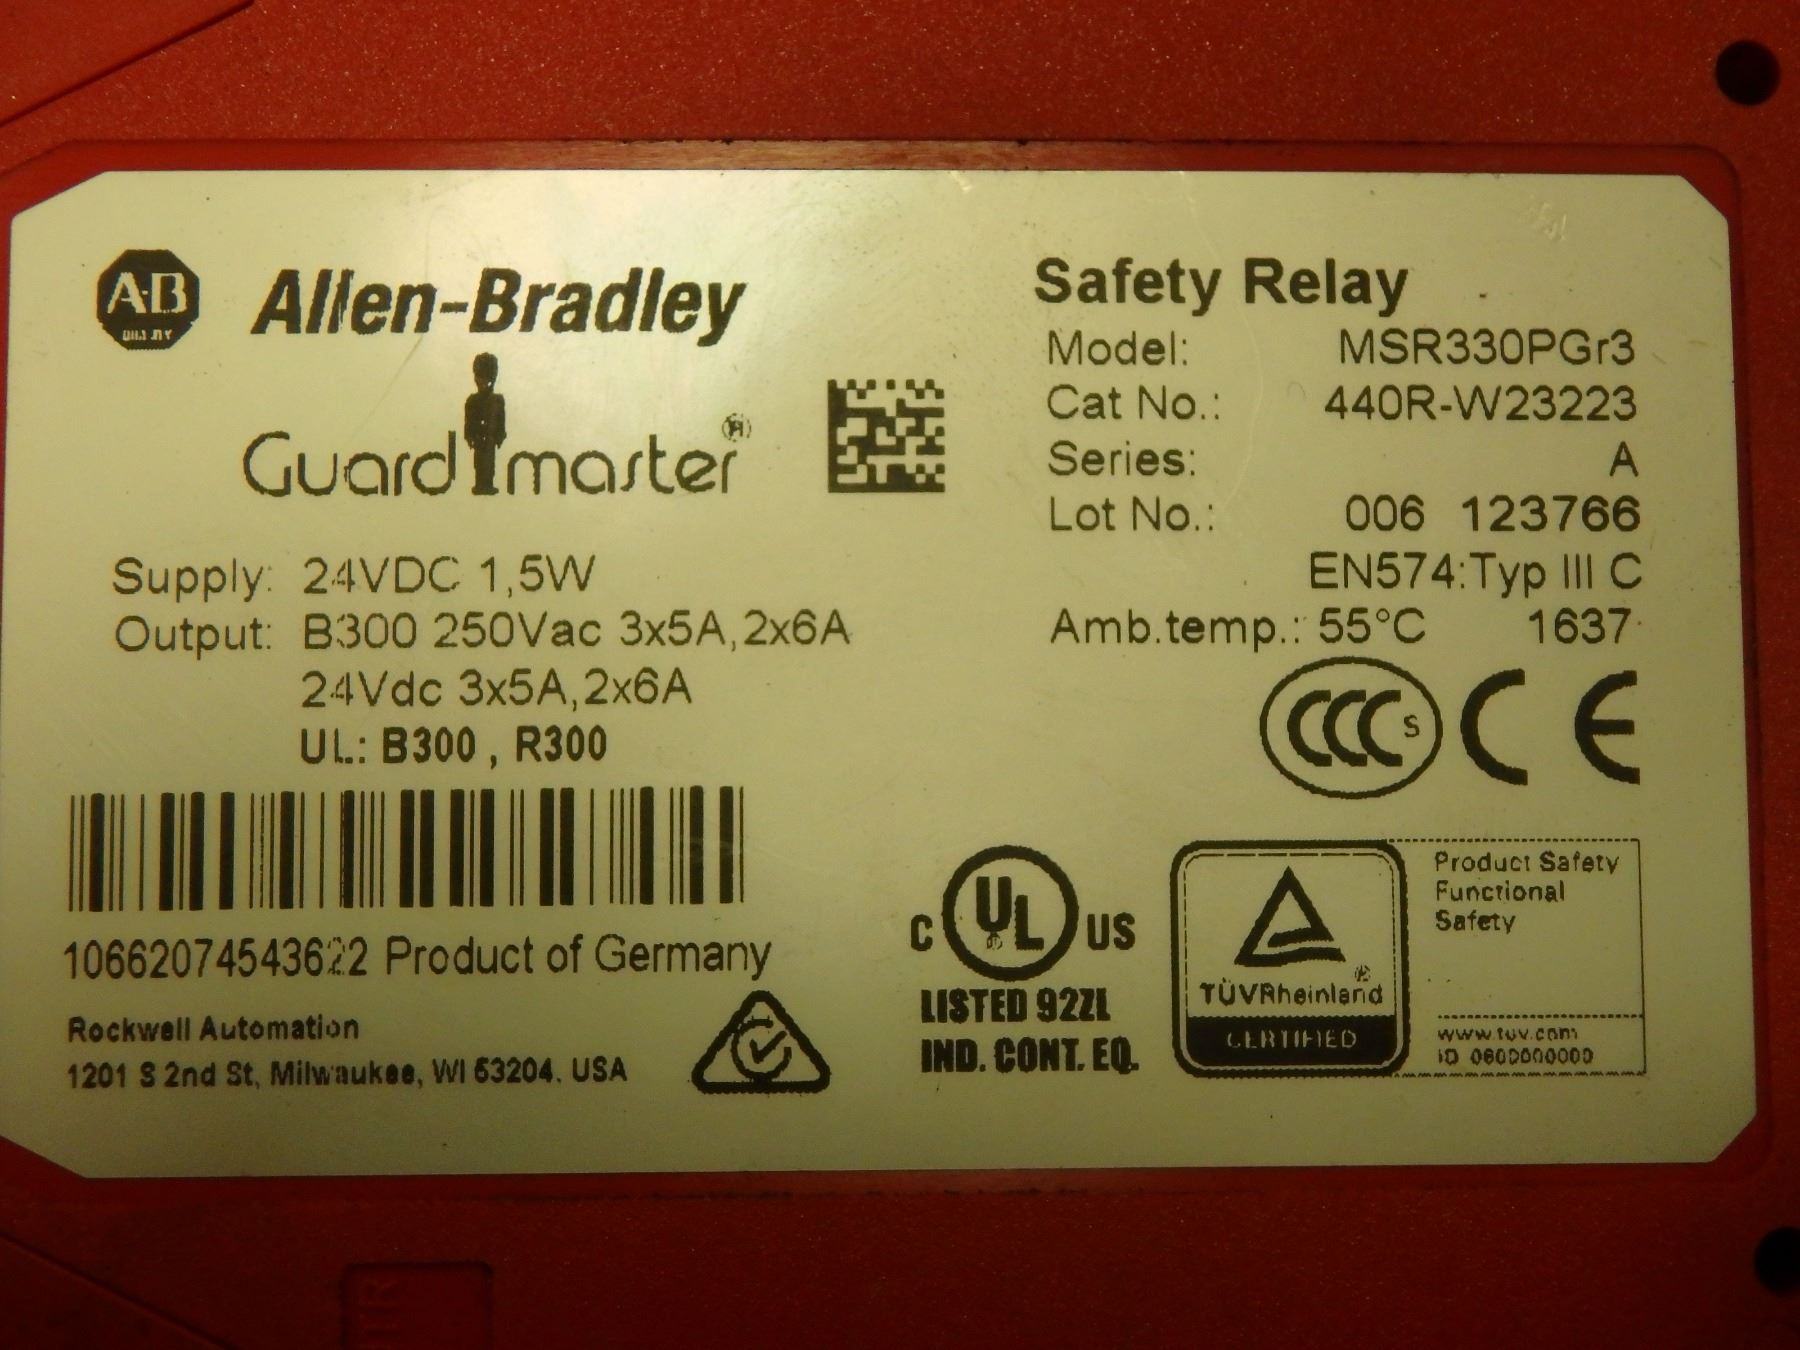 A-B
Allen-Bradley
Guardmaster®
Supply: 24VDC 1,5W
Output: B300 250Vac 3x5A,2x6A
24Vdc 3x5A,2x6A
UL: B300 , R300
10662074543622 Product of Germany
Rockwell Automation
1201 S 2nd St, Milwaukee, WI 53204. USA
Safety Relay
Model: MSR330PGr3
Cat No.: 440R-W23223
Series: A
Lot No.: 006 123766
EN574:Typ III C
Amb.temp.: 55°C 1637
CCC S CE
C UL® US
LISTED 92ZL
IND. CONT. EQ.
TÜVRheinland®
CERTIFIED
Product Safety
Functional
Safety
www.tuv.com
ID 0600000000